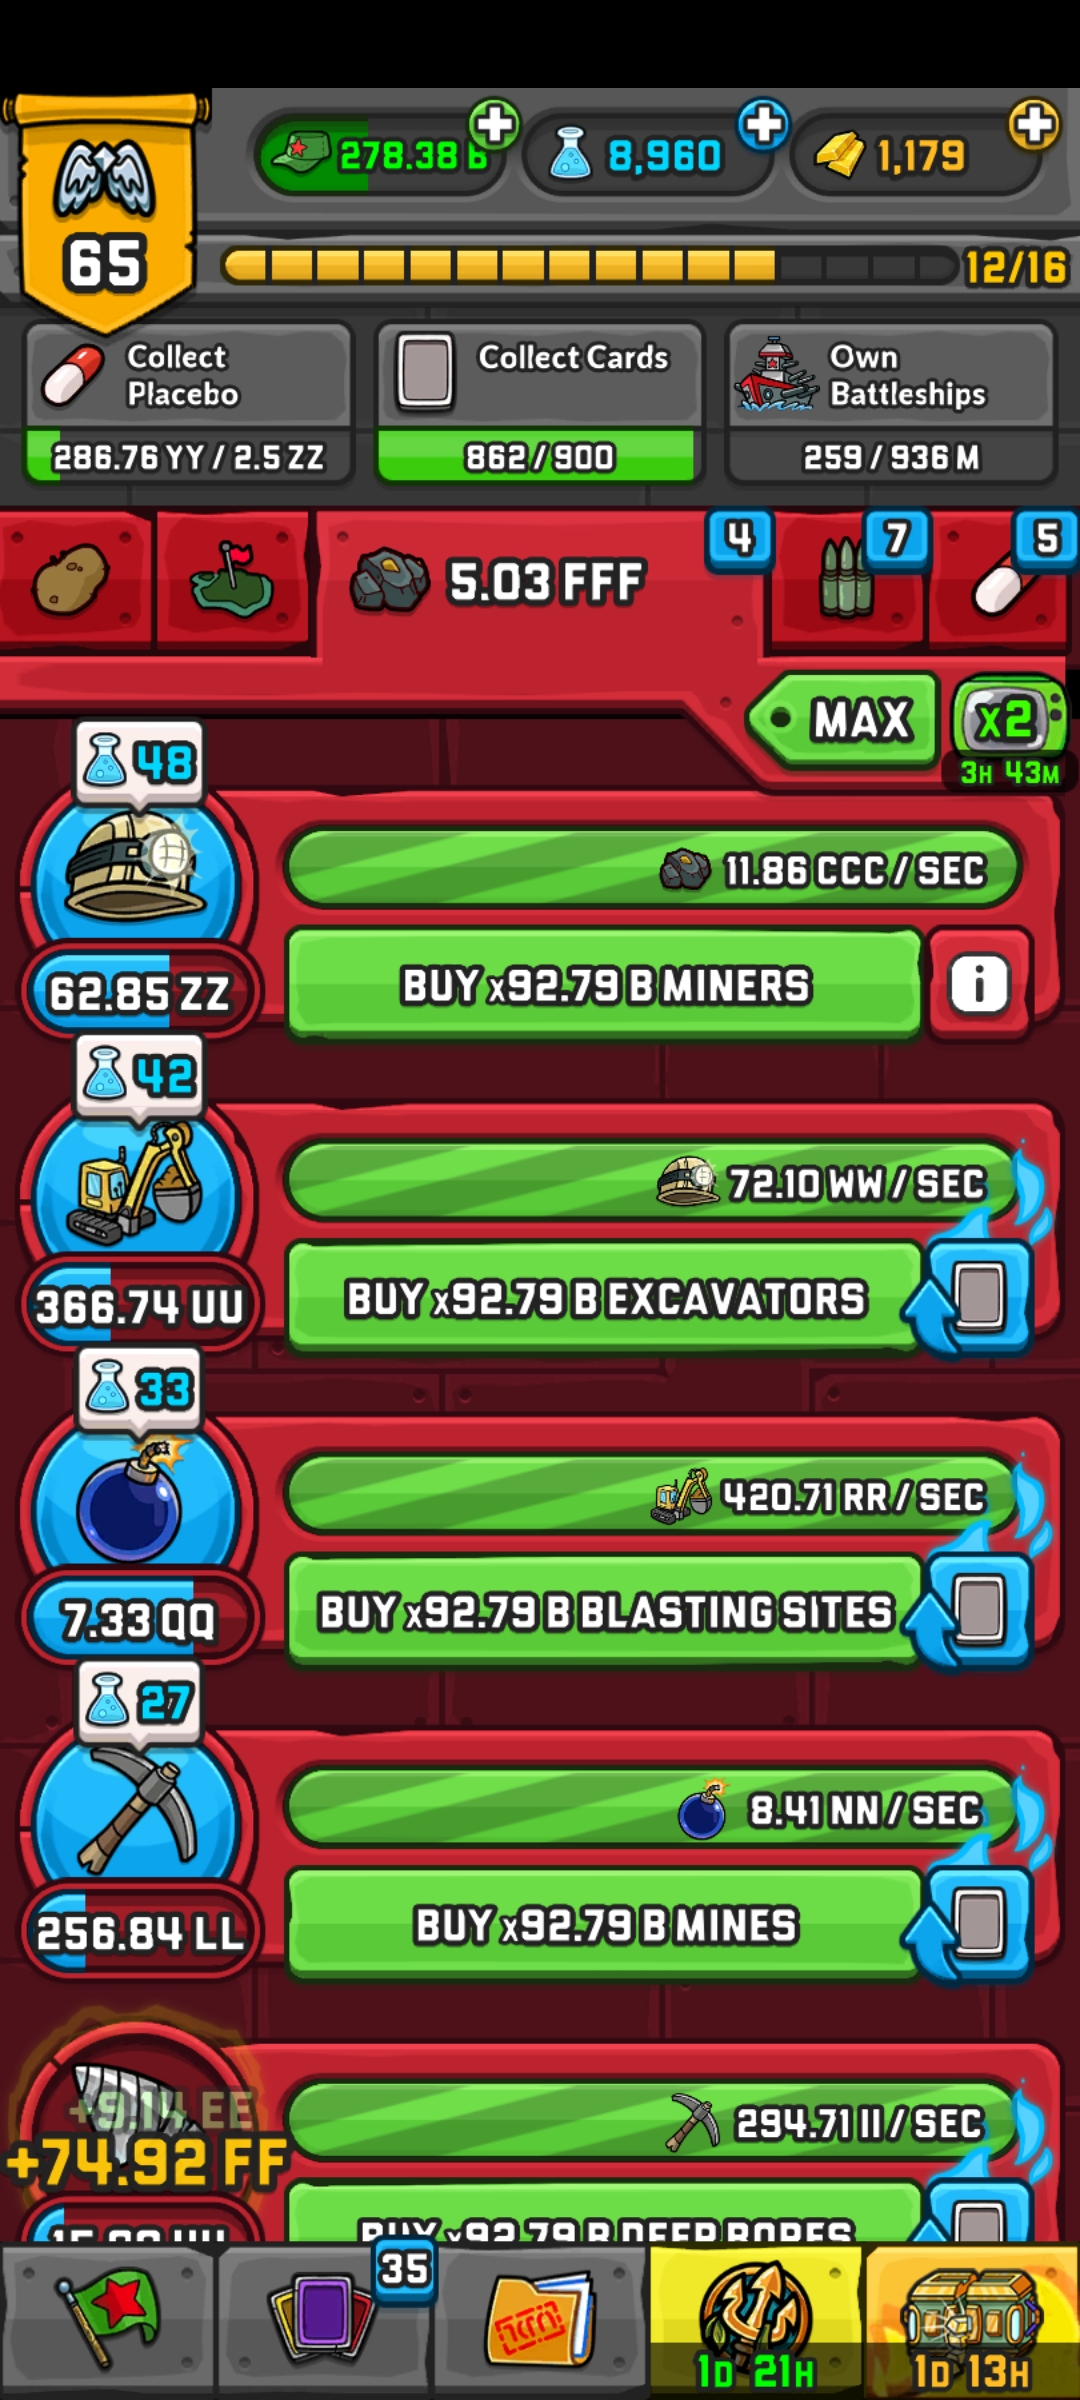 278.38 B
8,960
1,179
65
12/16
Collect
Placebo
Collect Cards
Own
Battleships
286.76 YY / 2.5 ZZ
862/900
259 / 936 M
4
7
5
5.03 FFF
MAX
x2
3H 43M
48
11.86 CCC / SEC
62.85 ZZ
BUY x92.79 B MINERS
i
42
72.10 WW / SEC
366.74 UU
BUY x92.79 B EXCAVATORS
33
420.71 RR / SEC
7.33 QQ
BUY x92.79 B BLASTING SITES
27
8.41 NN / SEC
256.84 LL
BUY x92.79 B MINES
+9.14 EE
+74.92 FF
294.71 II / SEC
BUY x92.79 B DEEP BORES
35
1D 21H
1D 13H